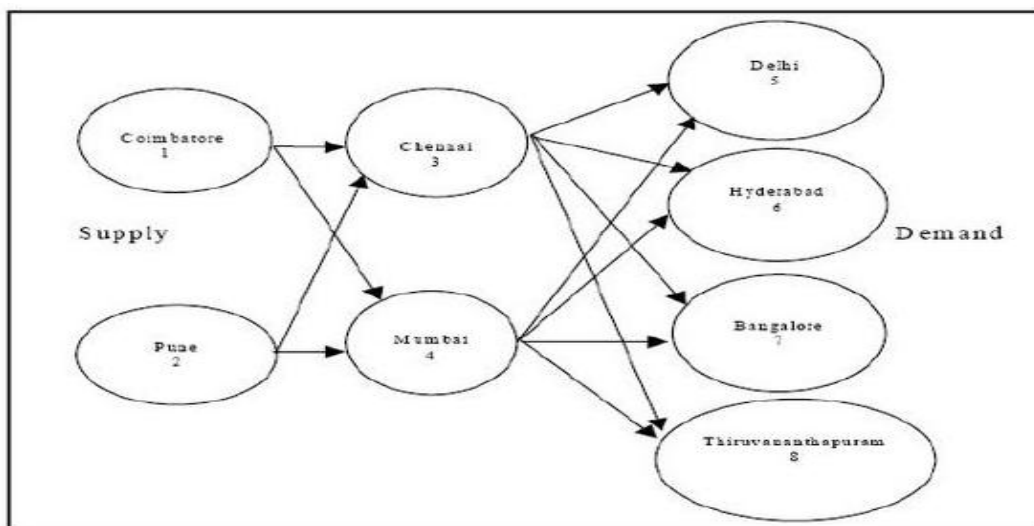 Delhi
5
Coimbatore
1
Chennai
3
Hyderabad
6
Supply
Demand
Pune
2
Mumbai
4
Bangalore
7
Thiruvananthapuram
8